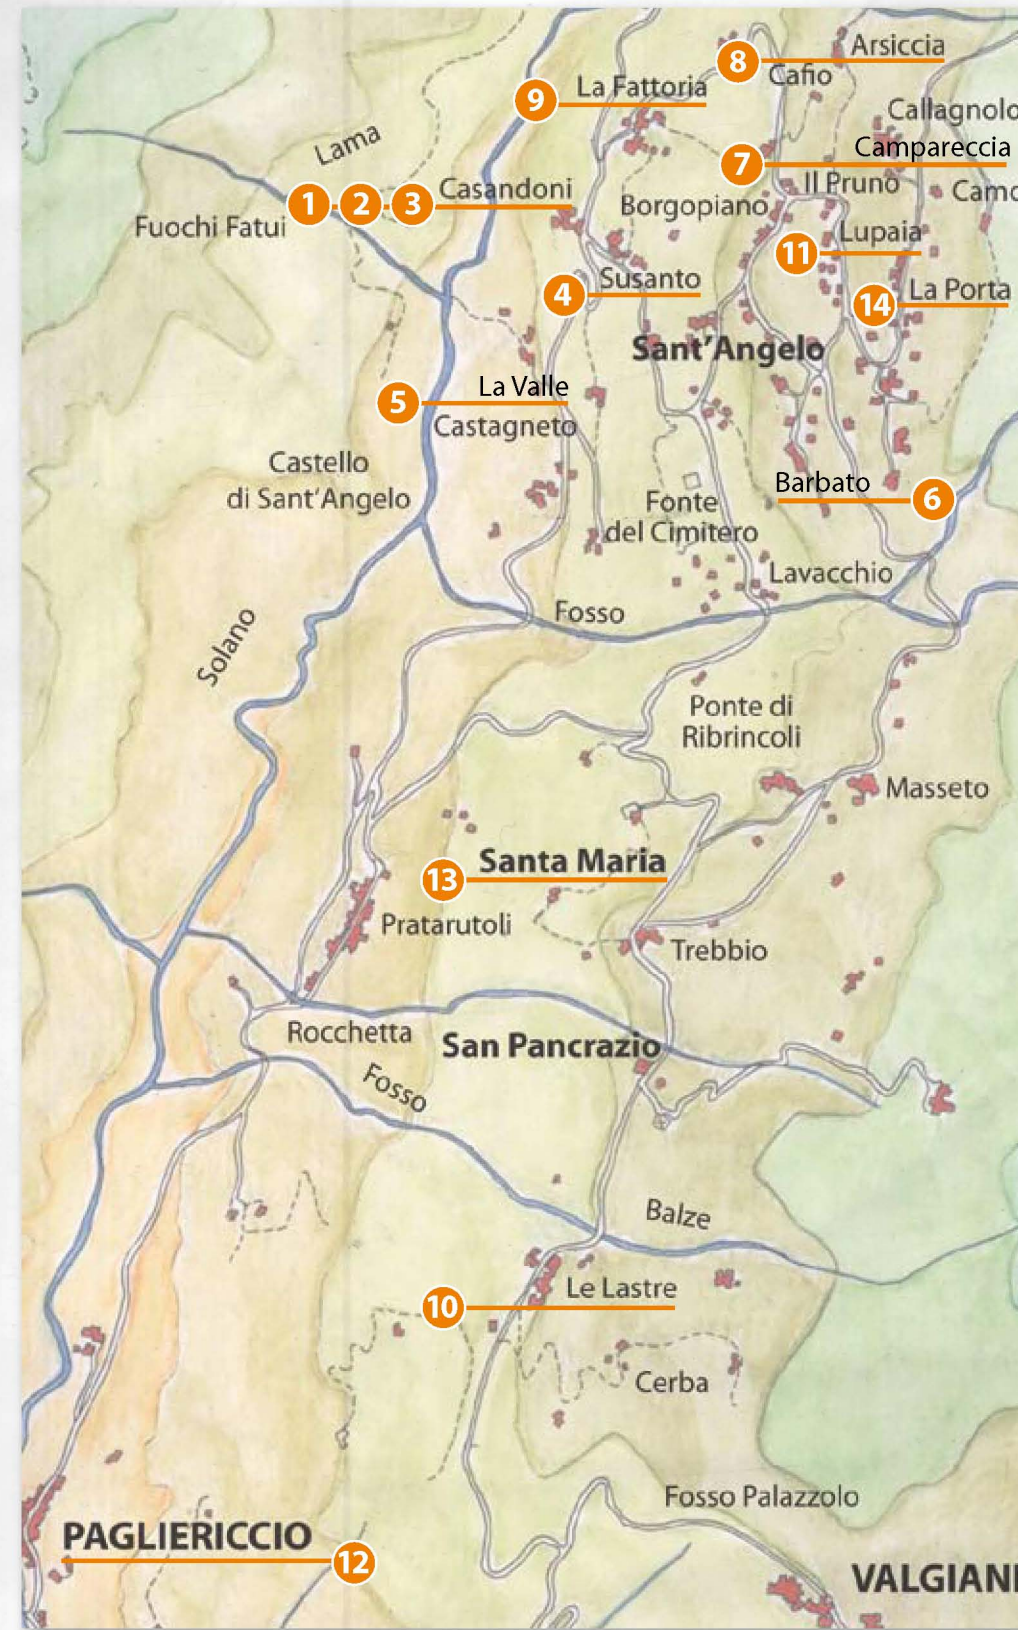 Arsiccia
8
Cafio
La Fattoria
9
Callagnolo
Lama
Campareccia
7
Il Pruno
Casandoni
1 2 3
Camo
Borgopiano
Fuochi Fatui
Lupaia
11
Susanto
4
La Porta
14
Sant'Angelo
La Valle
5
Castagneto
Castello
di Sant'Angelo
Barbato
6
Fonte
del Cimitero
Lavacchio
Fosso
Solano
Ponte di
Ribrincoli
Masseto
Santa Maria
13
Pratarutoli
Trebbio
Rocchetta
San Pancrazio
Fosso
Balze
Le Lastre
10
Cerba
Fosso Palazzolo
PAGLIERICCIO
12
VALGIAN